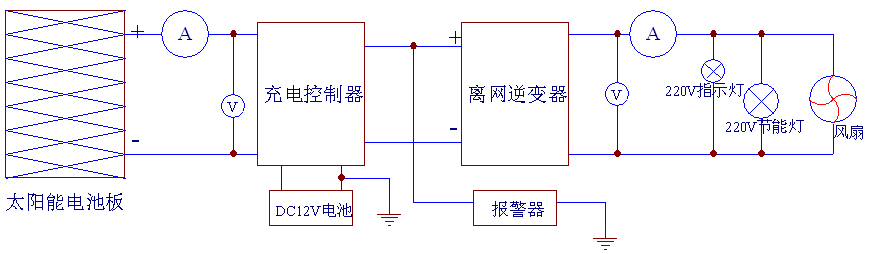 +
A
V
-
太阳能电池板
充电控制器
DC12V电池
+
-
离网逆变器
报警器
V
A
220V指示灯
220V节能灯
风扇